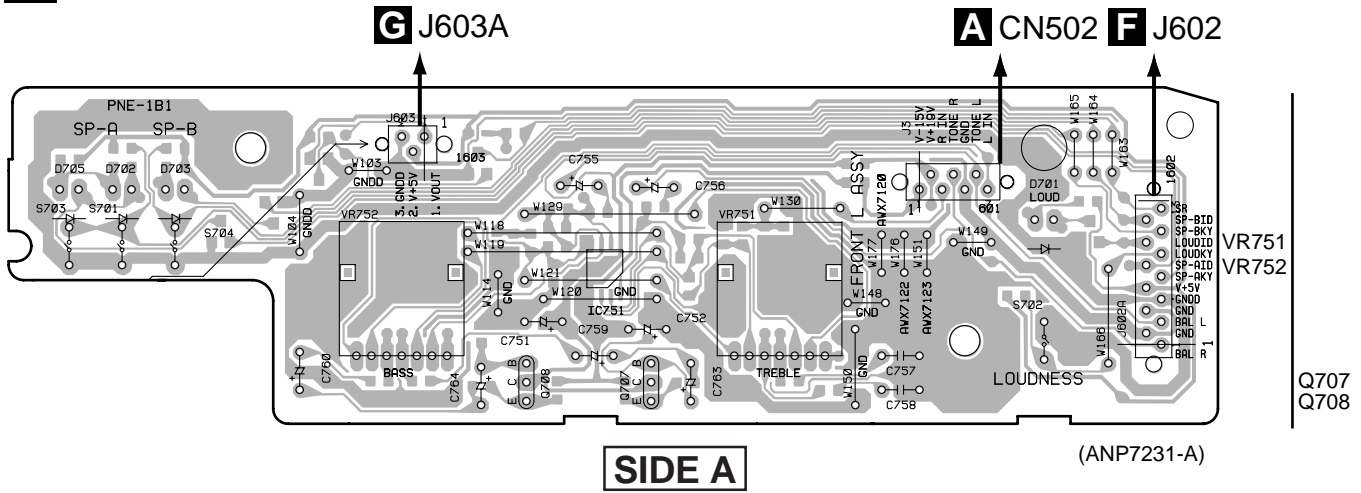 G J603A
A CN502
F J602
PNE-1B1
SP-A SP-B
D705 D702 D703
S703 S701
S704
W104
GNDD
J603
1
1603
W103
GNDD
3. GNDD
2. V+5V
1. VOUT
VR752
W118
W119
W129
C755
C756
W121
W120
GND
W114
GND
IC751
C751
C759
C752
C760
BASS
C764
B
C
E
Q708
B
C
E
Q707
C763
VR751
W130
TREBLE
W148
GND
W150
GND
C757
C758
FRONT
L ASSY
AWX7120
AWX7122
AWX7123
W177
W176
W151
W149
GND
J3
V-15V
V+19V
R IN
TONE R
GND
TONE L
L IN
1
601
D701
LOUD
W165
W164
W163
S702
LOUDNESS
W166
J602A
1602
SR
SP-BID
SP-BKY
LOUDID
LOUDKY
SP-AID
SP-AKY
V+5V
GNDD
GND
BAL L
GND
1
BAL R
VR751
VR752
Q707
Q708
SIDE A
(ANP7231-A)